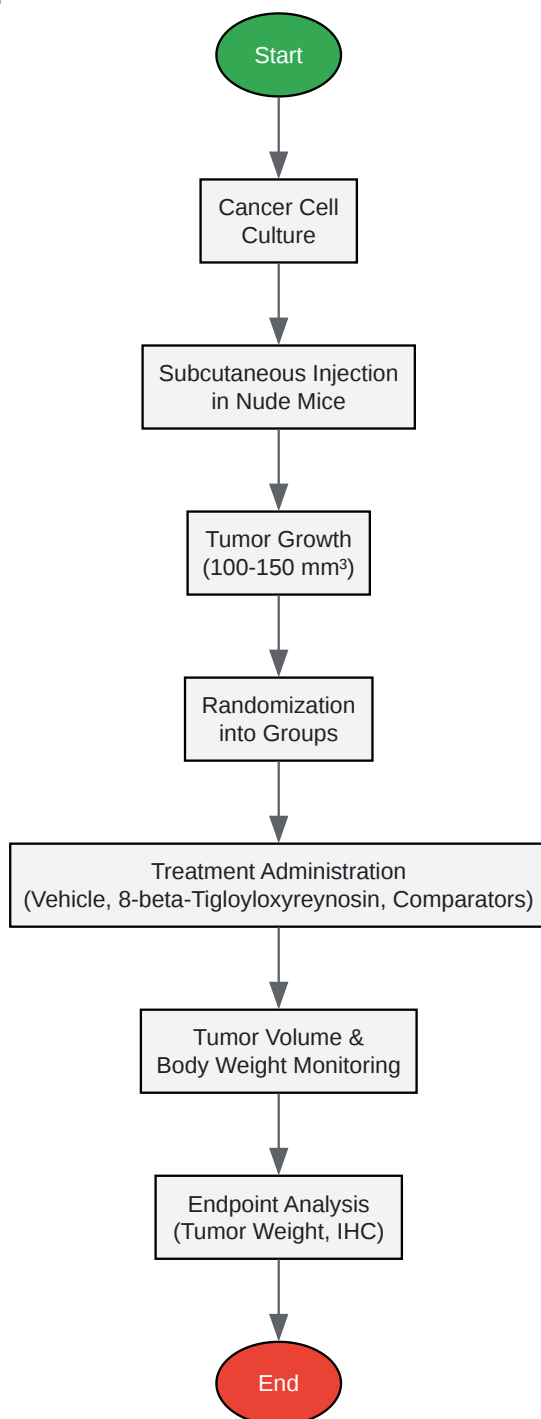 Start
Cancer Cell
Culture
Subcutaneous Injection
in Nude Mice
Tumor Growth
(100-150 mm³)
Randomization
into Groups
Treatment Administration
(Vehicle, 8-beta-Tigloyloxyreynosin, Comparators)
Tumor Volume &
Body Weight Monitoring
Endpoint Analysis
(Tumor Weight, IHC)
End